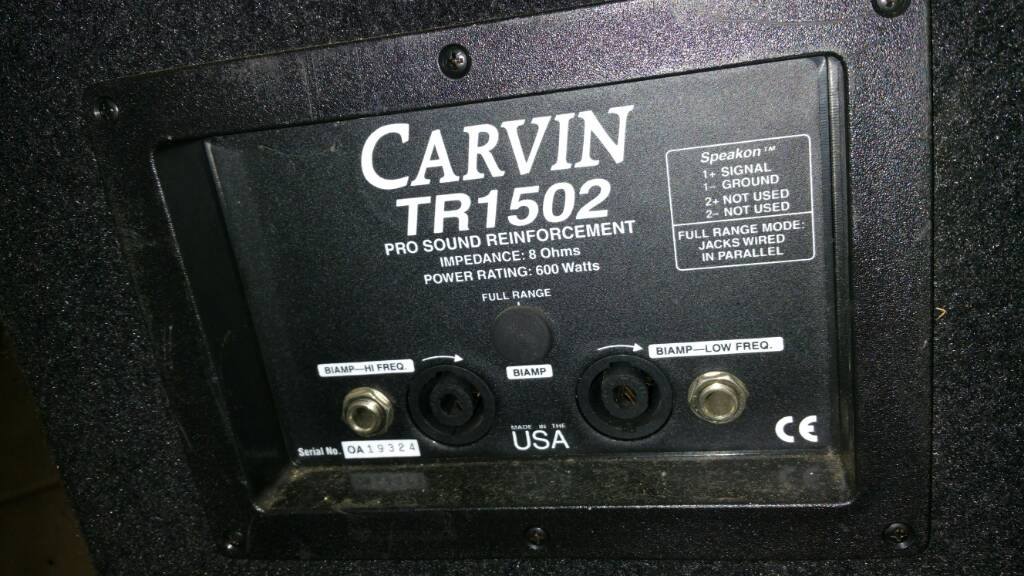 CARVIN
TR1502
PRO SOUND REINFORCEMENT
IMPEDANCE: 8 Ohms
POWER RATING: 600 Watts
FULL RANGE
Speakon™
1+ SIGNAL
1– GROUND
2+ NOT USED
2– NOT USED
FULL RANGE MODE:
JACKS WIRED
IN PARALLEL
BIAMP—HI FREQ.
BIAMP
BIAMP—LOW FREQ.
Serial No. OA19324
MADE IN THE
USA
CE